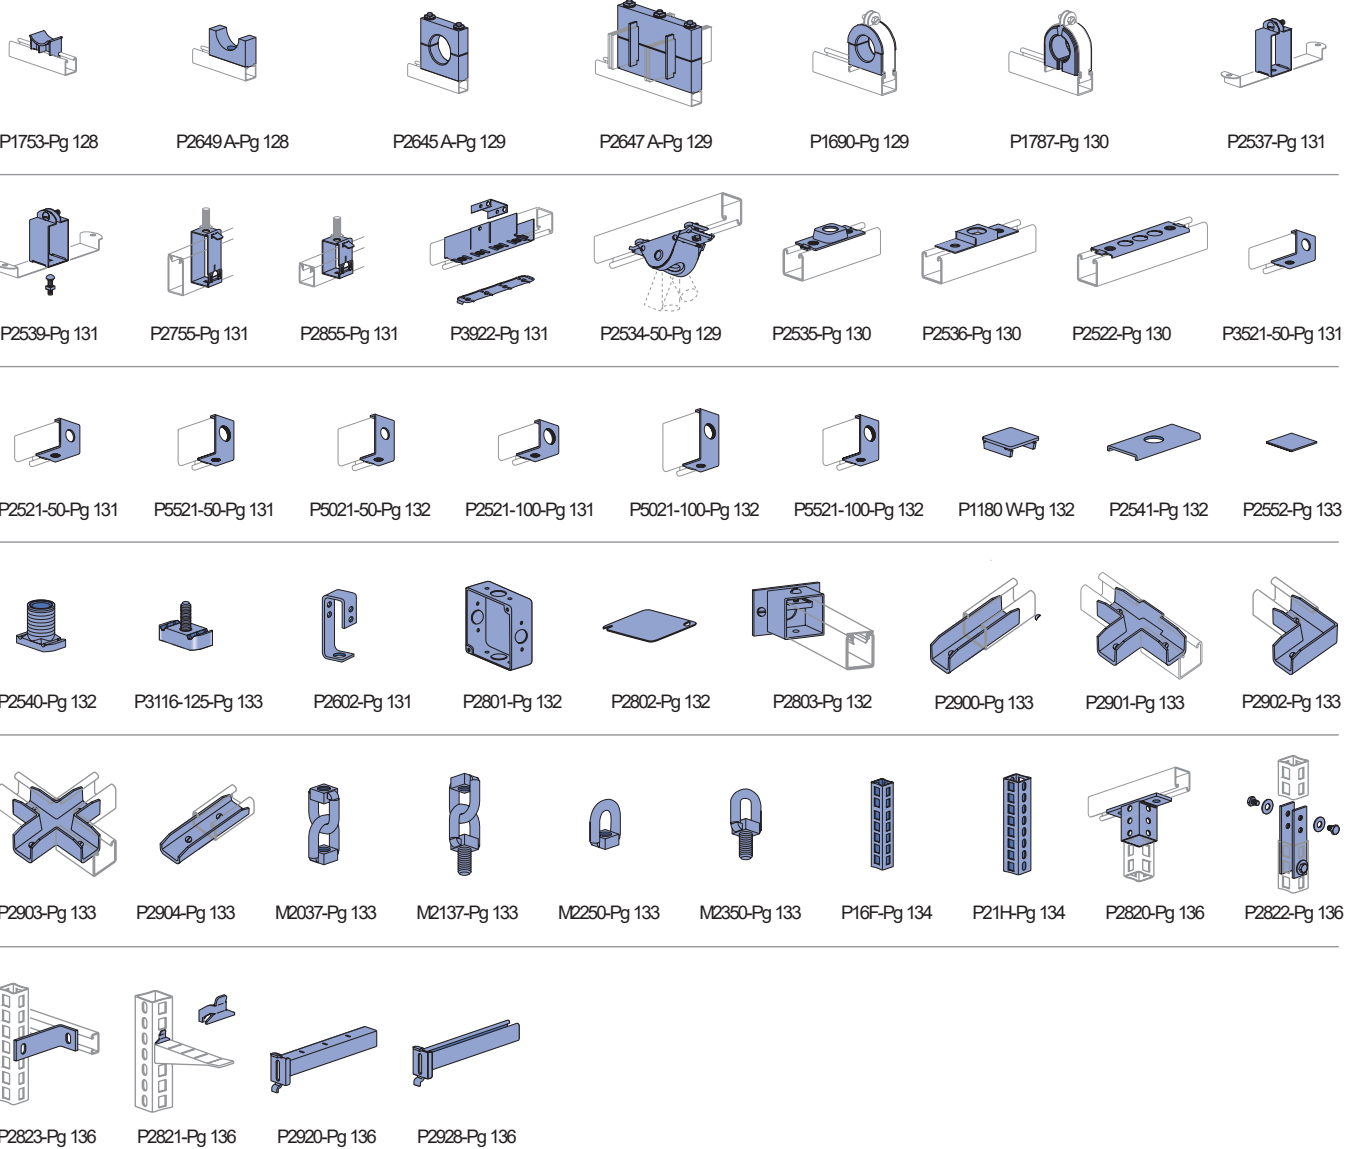 P1753-Pg 128 P2649 A-Pg 128 P2645 A-Pg 129 P2647 A-Pg 129 P1690-Pg 129 P1787-Pg 130 P2537-Pg 131
P2539-Pg 131 P2755-Pg 131 P2855-Pg 131 P3922-Pg 131 P2534-50-Pg 129 P2535-Pg 130 P2536-Pg 130 P2522-Pg 130 P3521-50-Pg 131
P2521-50-Pg 131 P5521-50-Pg 131 P5021-50-Pg 132 P2521-100-Pg 131 P5021-100-Pg 132 P5521-100-Pg 132 P1180 W-Pg 132 P2541-Pg 132 P2552-Pg 133
P2540-Pg 132 P3116-125-Pg 133 P2602-Pg 131 P2801-Pg 132 P2802-Pg 132 P2803-Pg 132 P2900-Pg 133 P2901-Pg 133 P2902-Pg 133
P2903-Pg 133 P2904-Pg 133 M2037-Pg 133 M2137-Pg 133 M2250-Pg 133 M2350-Pg 133 P16F-Pg 134 P21H-Pg 134 P2820-Pg 136 P2822-Pg 136
P2823-Pg 136 P2821-Pg 136 P2920-Pg 136 P2928-Pg 136